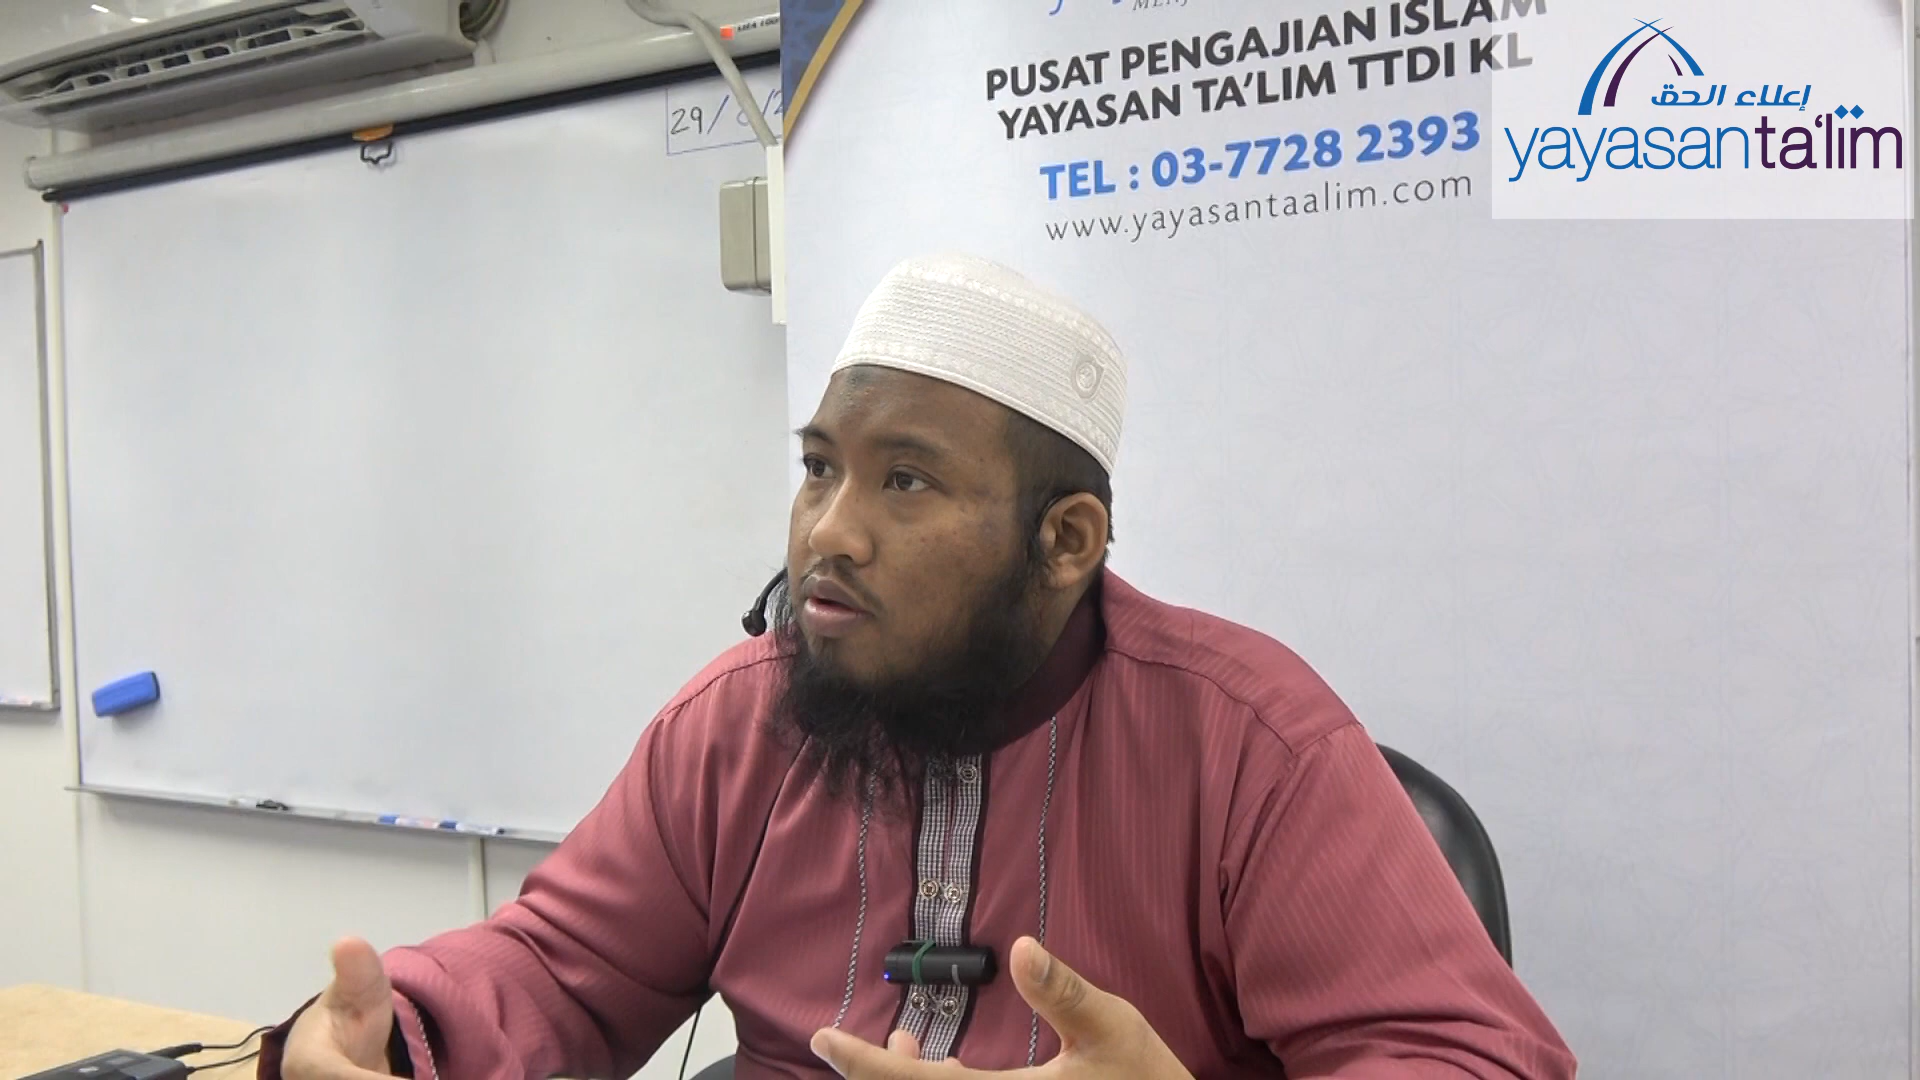 PUSAT PENGAJIAN ISLAM
YAYASAN TA'LIM TTDI KL
TEL : 03-7728 2393
www.yayasantaalim.com
إعلاء الحق
yayasanta'lim
29/